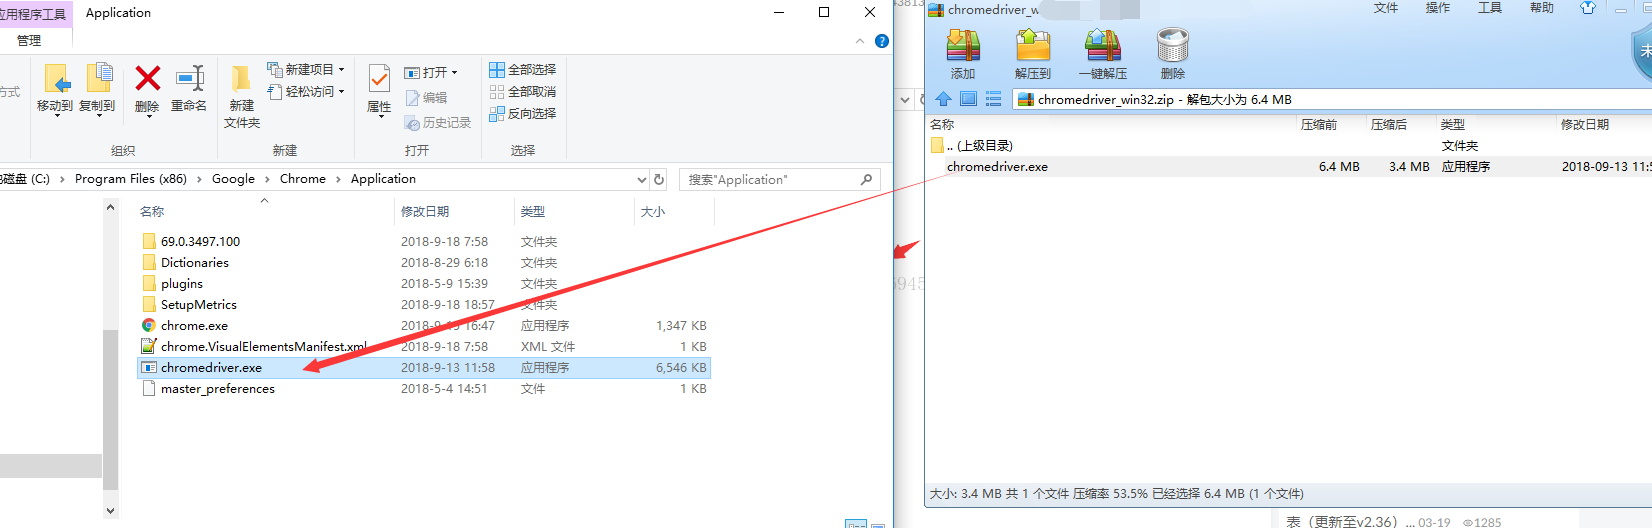 应用程序工具
Application
管理
方式
移动到
复制到
删除
重命名
新建
文件夹
新建项目
轻松访问
属性
打开
编辑
历史记录
全部选择
全部取消
反向选择
组织
新建
打开
选择
磁盘 (C:) › Program Files (x86) › Google › Chrome › Application
搜索"Application"
名称 修改日期 类型 大小
69.0.3497.100 2018-9-18 7:58 文件夹
Dictionaries 2018-8-29 6:18 文件夹
plugins 2018-5-9 15:39 文件夹
SetupMetrics 2018-9-18 18:57 文件夹
chrome.exe 16:47 应用程序 1,347 KB
chrome.VisualElementsManifest.xml 2018-9-18 7:58 XML 文件 1 KB
chromedriver.exe 2018-9-13 11:58 应用程序 6,546 KB
master_preferences 2018-5-4 14:51 文件 1 KB
chromedriver_w
文件 操作 工具 帮助
添加 解压到 一键解压 删除
未
chromedriver_win32.zip - 解包大小为 6.4 MB
名称 压缩前 压缩后 类型 修改日期
.. (上级目录) 文件夹
chromedriver.exe 6.4 MB 3.4 MB 应用程序 2018-09-13 11:5
大小: 3.4 MB 共 1 个文件 压缩率 53.5% 已经选择 6.4 MB (1 个文件)
表（更新至v2.36）... 03-19 1285